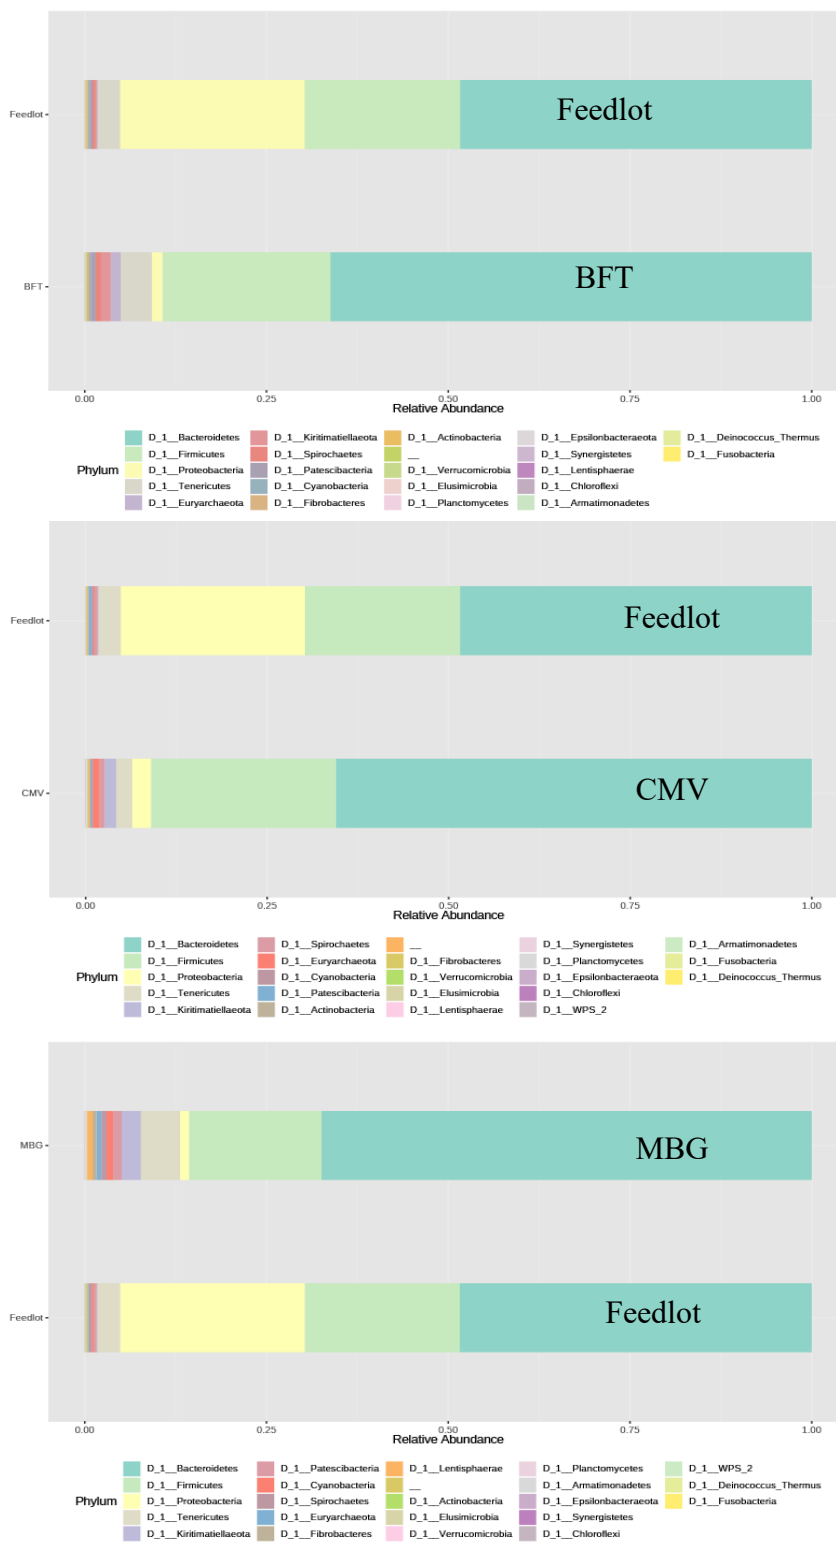 Feedlot
Feedlot
BFT
BFT
0.00 0.25 0.50 0.75 1.00
Relative Abundance
Phylum
D_1__Bacteroidetes D_1__Kiritimatiellaeota D_1__Actinobacteria D_1__Epsilonbacteraeota D_1__Deinococcus_Thermus
D_1__Firmicutes D_1__Spirochaetes __ D_1__Synergistetes D_1__Fusobacteria
D_1__Proteobacteria D_1__Patescibacteria D_1__Verrucomicrobia D_1__Lentisphaerae
D_1__Tenericutes D_1__Cyanobacteria D_1__Elusimicrobia D_1__Chloroflexi
D_1__Euryarchaeota D_1__Fibrobacteres D_1__Planctomycetes D_1__Armatimonadetes
Feedlot
Feedlot
CMV
CMV
0.00 0.25 0.50 0.75 1.00
Relative Abundance
Phylum
D_1__Bacteroidetes D_1__Spirochaetes __ D_1__Synergistetes D_1__Armatimonadetes
D_1__Firmicutes D_1__Euryarchaeota D_1__Fibrobacteres D_1__Planctomycetes D_1__Fusobacteria
D_1__Proteobacteria D_1__Cyanobacteria D_1__Verrucomicrobia D_1__Epsilonbacteraeota D_1__Deinococcus_Thermus
D_1__Tenericutes D_1__Patescibacteria D_1__Elusimicrobia D_1__Chloroflexi
D_1__Kiritimatiellaeota D_1__Actinobacteria D_1__Lentisphaerae D_1__WPS_2
MBG
MBG
Feedlot
Feedlot
0.00 0.25 0.50 0.75 1.00
Relative Abundance
Phylum
D_1__Bacteroidetes D_1__Patescibacteria D_1__Lentisphaerae D_1__Planctomycetes D_1__WPS_2
D_1__Firmicutes D_1__Cyanobacteria __ D_1__Armatimonadetes D_1__Deinococcus_Thermus
D_1__Proteobacteria D_1__Spirochaetes D_1__Actinobacteria D_1__Epsilonbacteraeota D_1__Fusobacteria
D_1__Tenericutes D_1__Euryarchaeota D_1__Elusimicrobia D_1__Synergistetes
D_1__Kiritimatiellaeota D_1__Fibrobacteres D_1__Verrucomicrobia D_1__Chloroflexi